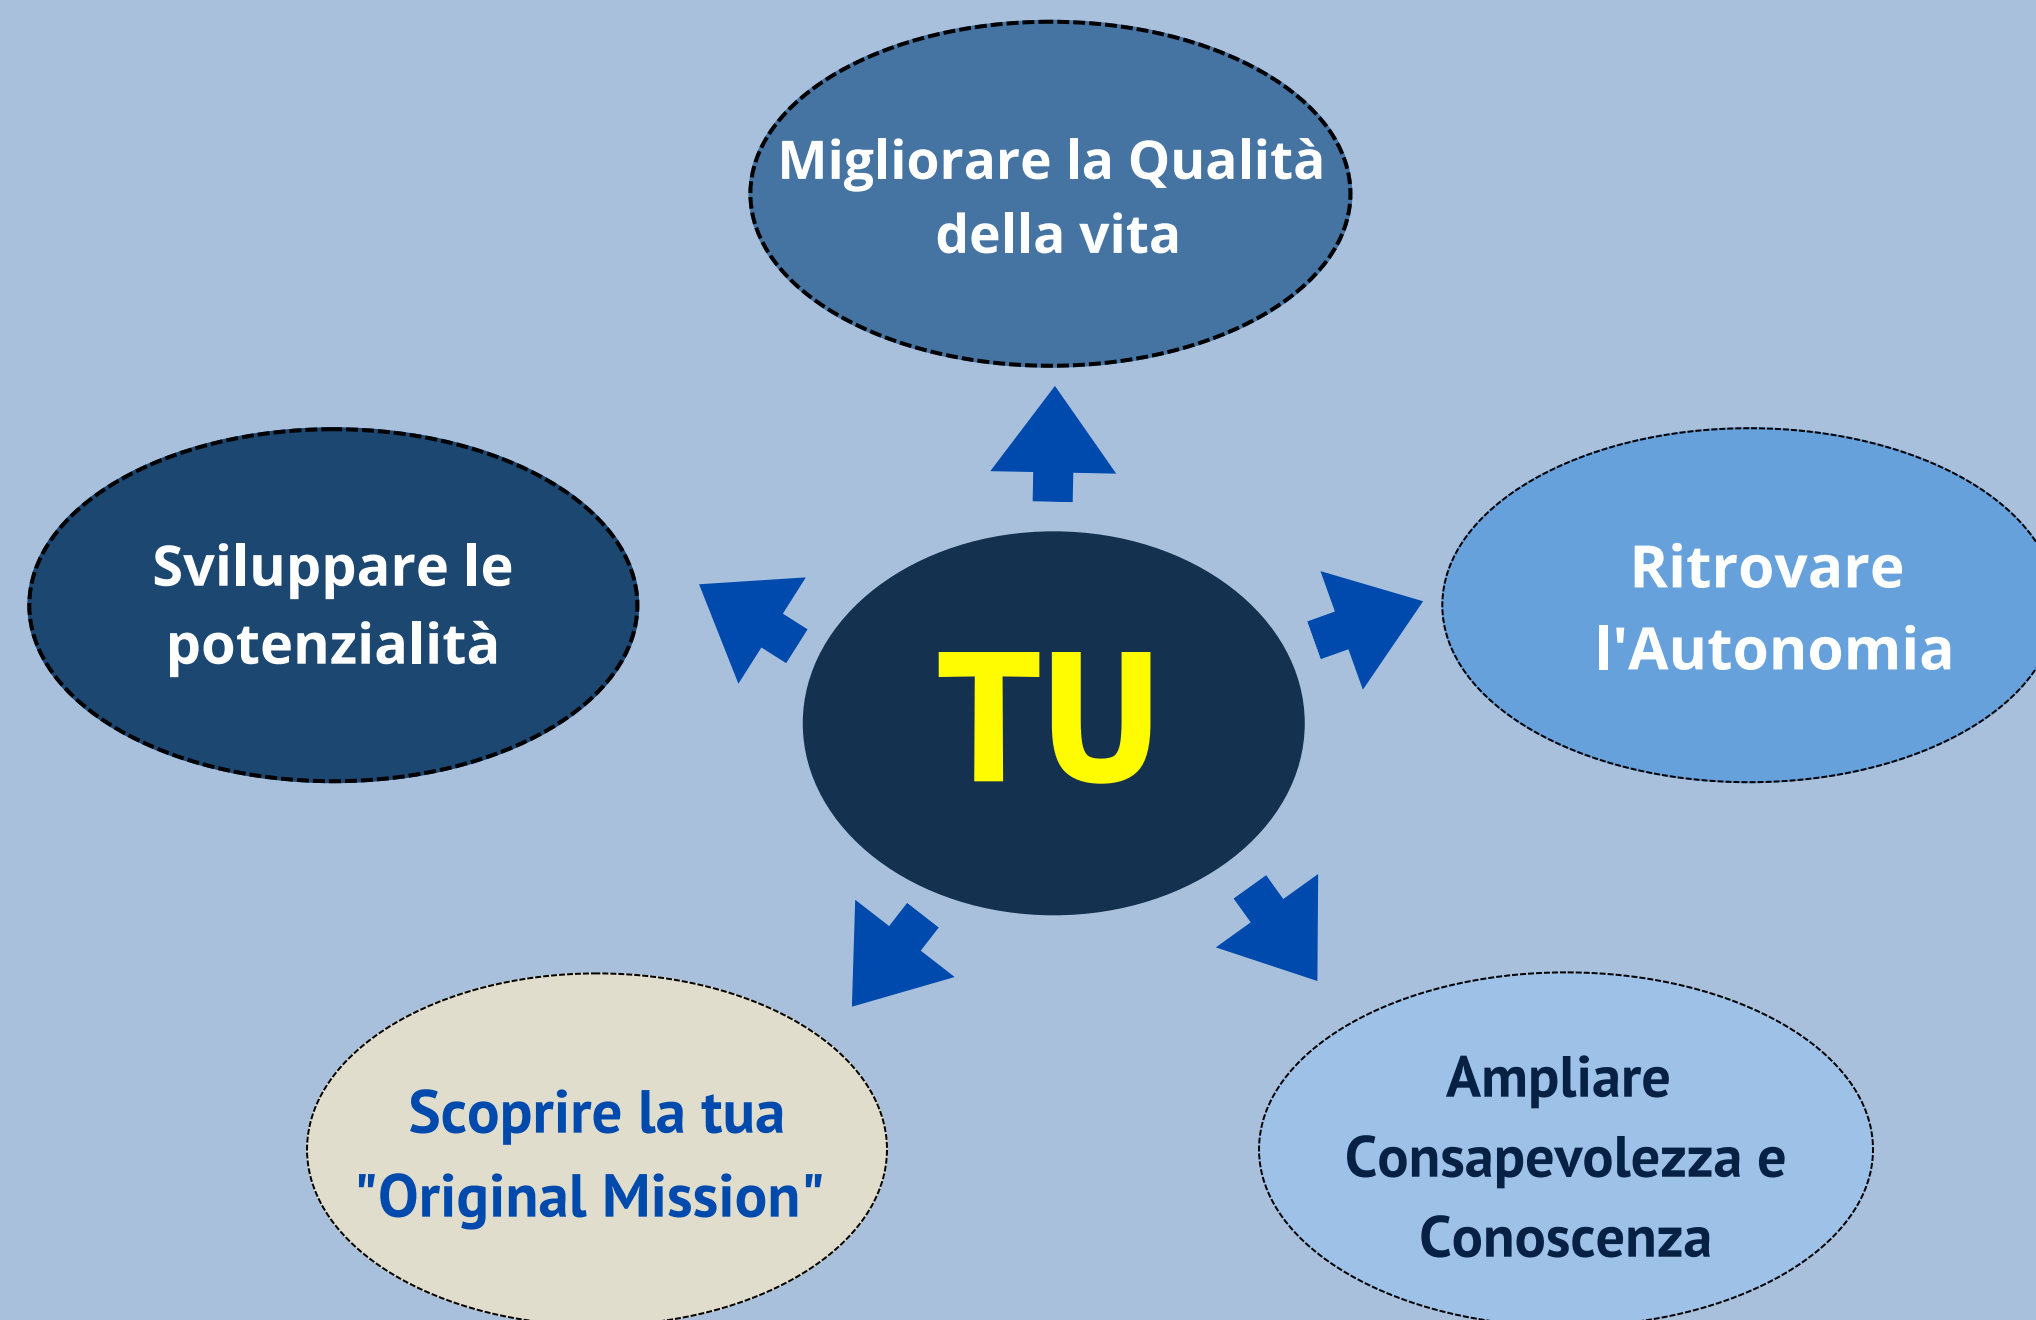 Migliorare la Qualità
della vita
Sviluppare le
potenzialità
Ritrovare
l'Autonomia
TU
Scoprire la tua
"Original Mission"
Ampliare
Consapevolezza e
Conoscenza